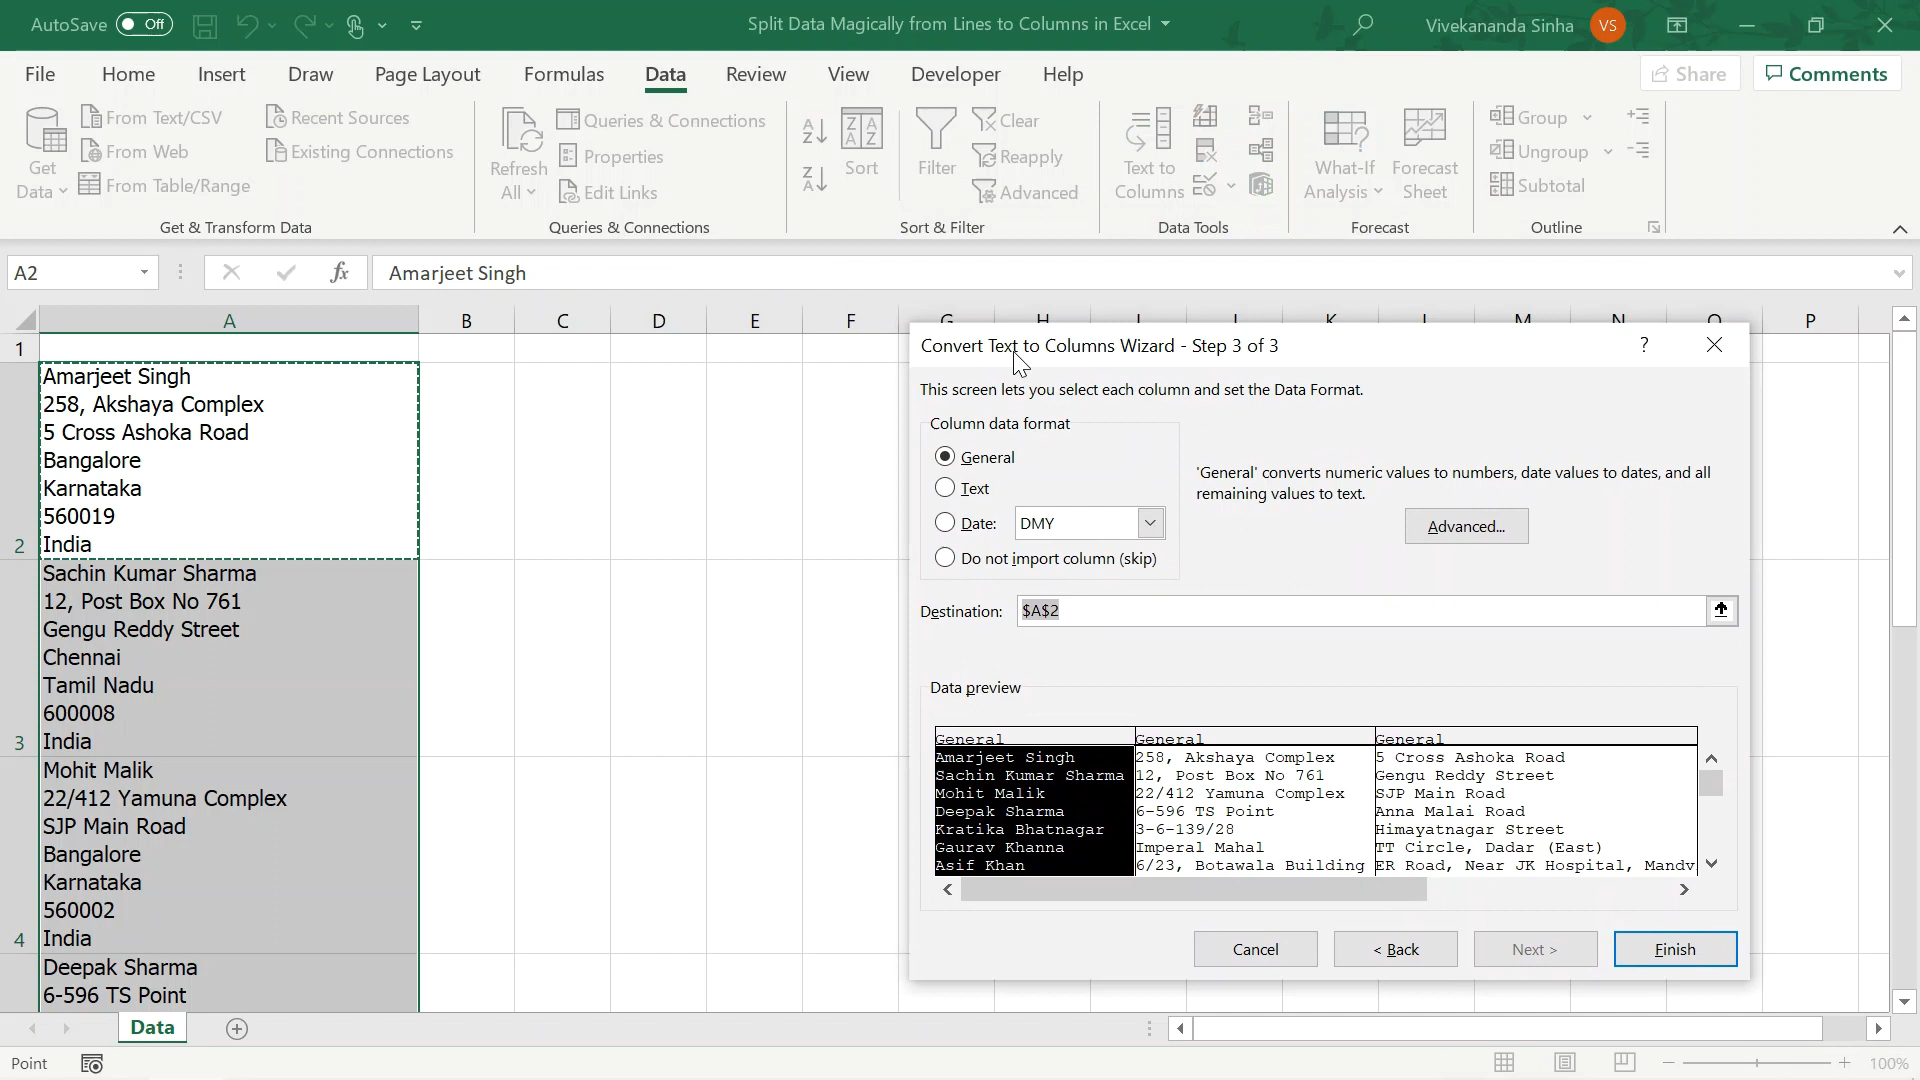 AutoSave Off
Split Data Magically from Lines to Columns in Excel
Vivekananda Sinha VS
File Home Insert Draw Page Layout Formulas Data Review View Developer Help
Share Comments
Get Data
From Text/CSV
From Web
From Table/Range
Recent Sources
Existing Connections
Get & Transform Data
Refresh All
Queries & Connections
Properties
Edit Links
Queries & Connections
Sort
Filter
Clear
Reapply
Advanced
Sort & Filter
Text to Columns
Data Tools
What-If Analysis
Forecast Sheet
Forecast
Group
Ungroup
Subtotal
Outline
A2
fx
Amarjeet Singh
A B C D E F G H I J K L M N O P
1
Amarjeet Singh
258, Akshaya Complex
5 Cross Ashoka Road
Bangalore
Karnataka
560019
2 India
Sachin Kumar Sharma
12, Post Box No 761
Gengu Reddy Street
Chennai
Tamil Nadu
600008
3 India
Mohit Malik
22/412 Yamuna Complex
SJP Main Road
Bangalore
Karnataka
560002
4 India
Deepak Sharma
6-596 TS Point
Convert Text to Columns Wizard - Step 3 of 3
?
This screen lets you select each column and set the Data Format.
Column data format
General
Text
Date: DMY
Do not import column (skip)
'General' converts numeric values to numbers, date values to dates, and all
remaining values to text.
Advanced...
Destination: $A$2
Data preview
General General General
Amarjeet Singh 258, Akshaya Complex 5 Cross Ashoka Road
Sachin Kumar Sharma 12, Post Box No 761 Gengu Reddy Street
Mohit Malik 22/412 Yamuna Complex SJP Main Road
Deepak Sharma 6-596 TS Point Anna Malai Road
Kratika Bhatnagar 3-6-139/28 Himayatnagar Street
Gaurav Khanna Imperal Mahal TT Circle, Dadar (East)
Asif Khan 6/23, Botawala Building ER Road, Near JK Hospital, Mandv
Cancel < Back Next > Finish
Data
Point
100%